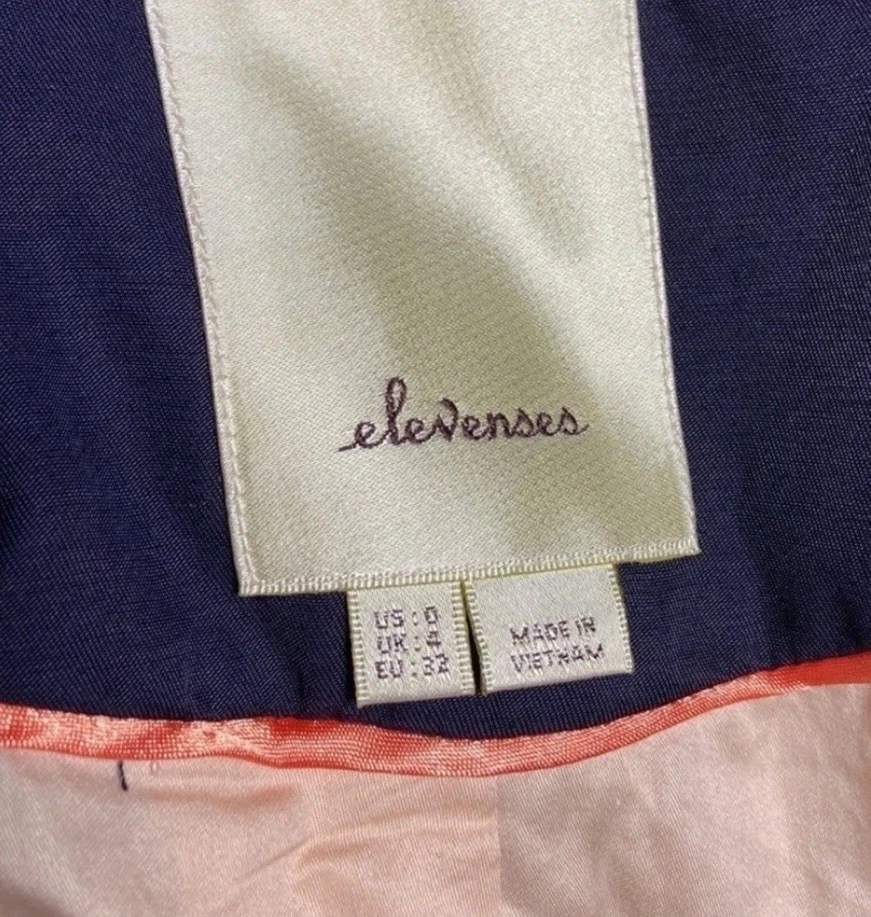 elevenses
US : 0
UK : 4
EU : 32
MADE IN
VIETNAM